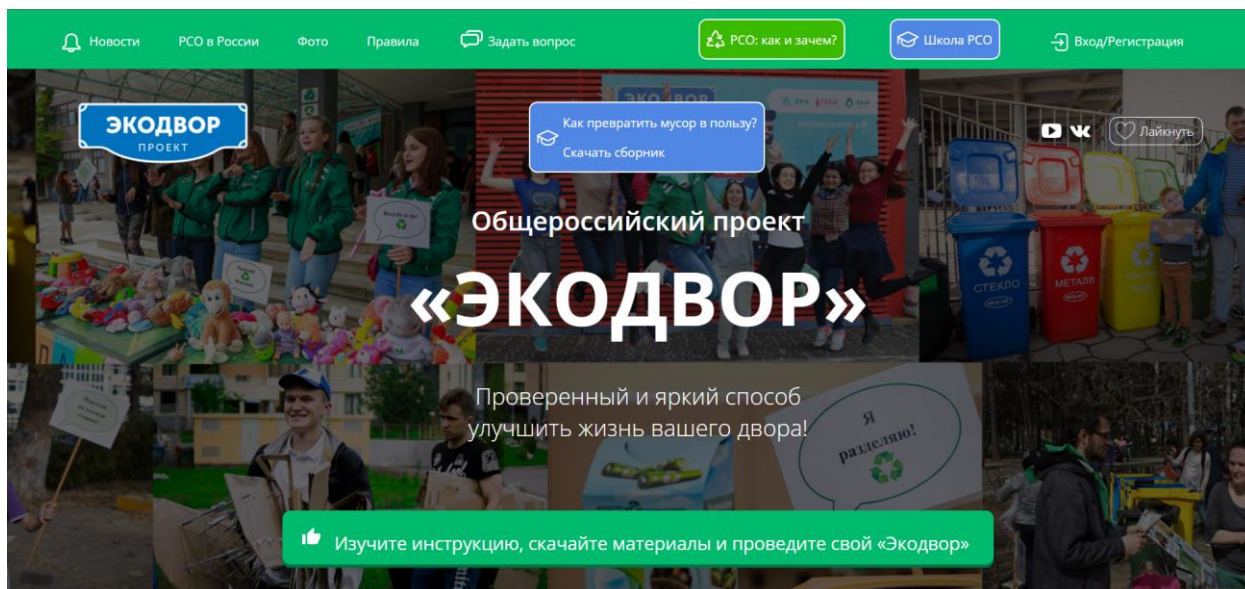 Новости
РСО в России
Фото
Правила
Задать вопрос
РСО: как и зачем?
Школа РСО
Вход/Регистрация
ЭКОДВОР
ПРОЕКТ
Как превратить мусор в пользу?
Скачать сборник
Лайкнуть
Общероссийский проект
«ЭКОДВОР»
СТЕКЛО
МЕТАЛЛ
Проверенный и яркий способ
улучшить жизнь вашего двора!
Я
разделяю!
Изучите инструкцию, скачайте материалы и проведите свой «Экодвор»